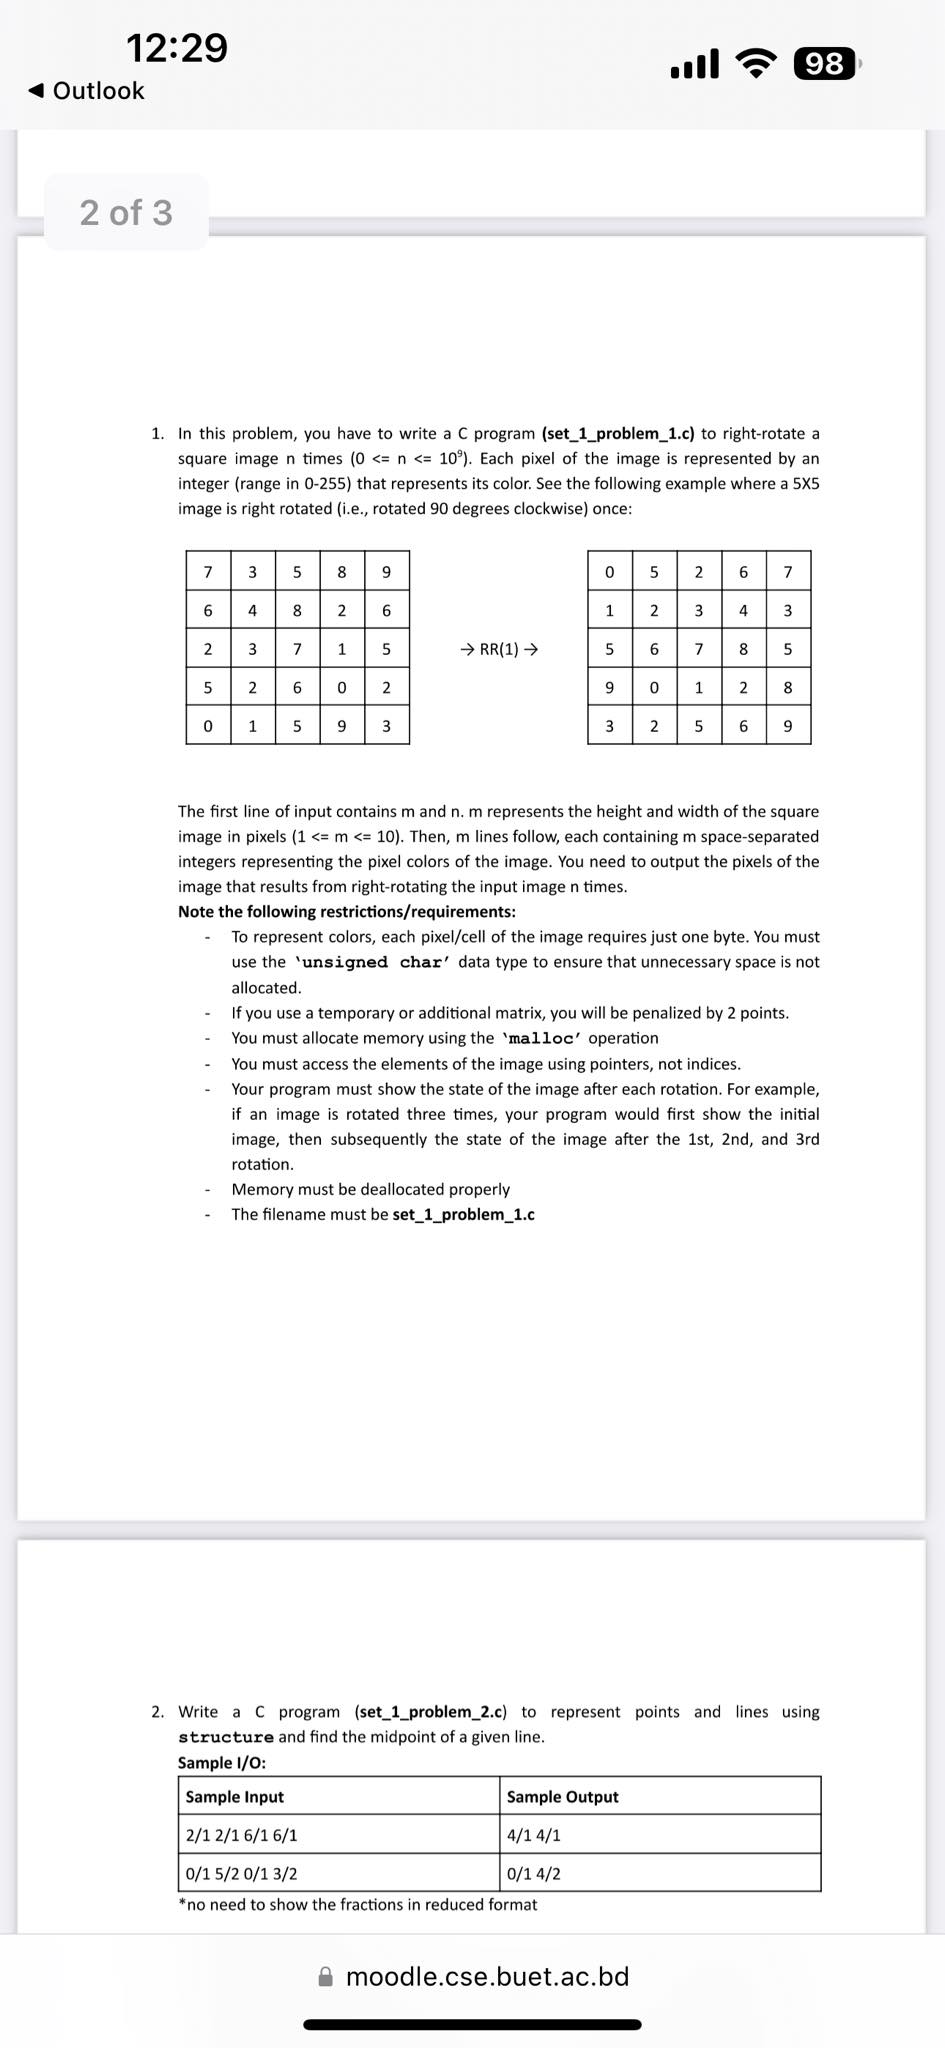 12:29
98
◀ Outlook
2 of 3
1. In this problem, you have to write a C program (set_1_problem_1.c) to right-rotate a
square image n times (0 <= n <= 10⁹). Each pixel of the image is represented by an
integer (range in 0-255) that represents its color. See the following example where a 5X5
image is right rotated (i.e., rotated 90 degrees clockwise) once:
7 3 5 8 9
6 4 8 2 6
2 3 7 1 5
5 2 6 0 2
0 1 5 9 3
→ RR(1) →
0 5 2 6 7
1 2 3 4 3
5 6 7 8 5
9 0 1 2 8
3 2 5 6 9
The first line of input contains m and n. m represents the height and width of the square
image in pixels (1 <= m <= 10). Then, m lines follow, each containing m space-separated
integers representing the pixel colors of the image. You need to output the pixels of the
image that results from right-rotating the input image n times.
Note the following restrictions/requirements:
- To represent colors, each pixel/cell of the image requires just one byte. You must
use the ‘unsigned char’ data type to ensure that unnecessary space is not
allocated.
- If you use a temporary or additional matrix, you will be penalized by 2 points.
- You must allocate memory using the ‘malloc’ operation
- You must access the elements of the image using pointers, not indices.
- Your program must show the state of the image after each rotation. For example,
if an image is rotated three times, your program would first show the initial
image, then subsequently the state of the image after the 1st, 2nd, and 3rd
rotation.
- Memory must be deallocated properly
- The filename must be set_1_problem_1.c
2. Write a C program (set_1_problem_2.c) to represent points and lines using
structure and find the midpoint of a given line.
Sample I/O:
Sample Input Sample Output
2/1 2/1 6/1 6/1 4/1 4/1
0/1 5/2 0/1 3/2 0/1 4/2
*no need to show the fractions in reduced format
moodle.cse.buet.ac.bd